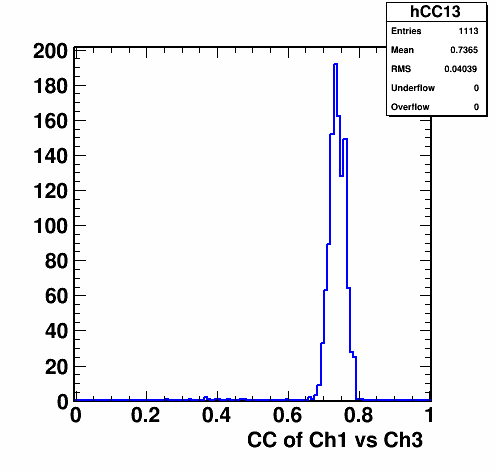 hCC13
Entries 1113
Mean 0.7365
RMS 0.04039
Underflow 0
Overflow 0
200
180
160
140
120
100
80
60
40
20
0
0 0.2 0.4 0.6 0.8 1
CC of Ch1 vs Ch3